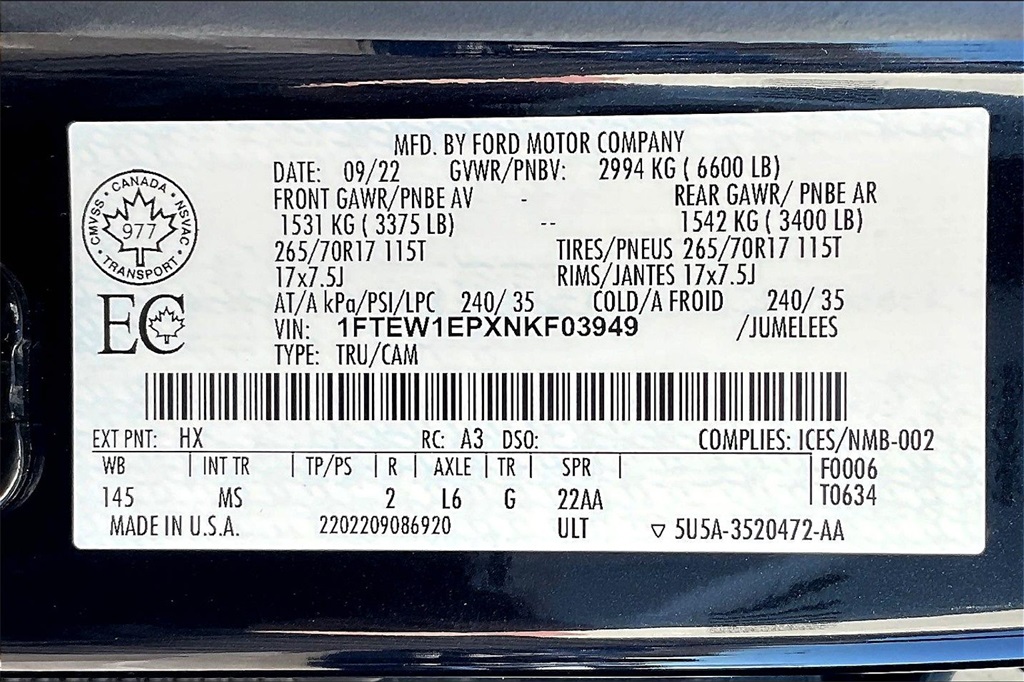 MFD. BY FORD MOTOR COMPANY
DATE: 09/22 GVWR/PNBV: 2994 KG ( 6600 LB)
FRONT GAWR/PNBE AV - REAR GAWR/ PNBE AR
1531 KG ( 3375 LB) -- 1542 KG ( 3400 LB)
265/70R17 115T TIRES/PNEUS 265/70R17 115T
17x7.5J RIMS/JANTES 17x7.5J
AT/A kPa/PSI/LPC 240/ 35 COLD/A FROID 240/ 35
VIN: 1FTEW1EPXNKF03949 /JUMELEES
TYPE: TRU/CAM
CANADA
CMVSS NSVAC
977
TRANSPORT
EC
EXT PNT: HX RC: A3 DSO: COMPLIES: ICES/NMB-002
WB | INT TR | TP/PS | R | AXLE | TR | SPR | F0006
145 MS 2 L6 G 22AA T0634
MADE IN U.S.A. 2202209086920 ULT ▽ 5U5A-3520472-AA